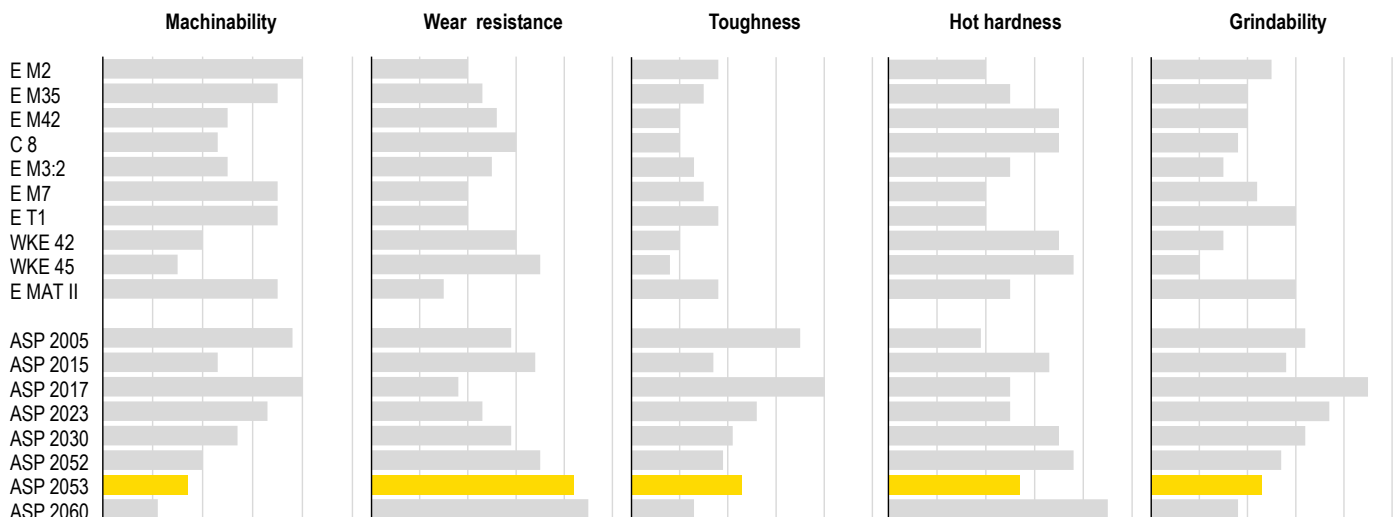 Machinability Wear resistance Toughness Hot hardness Grindability
E M2
E M35
E M42
C 8
E M3:2
E M7
E T1
WKE 42
WKE 45
E MAT II
ASP 2005
ASP 2015
ASP 2017
ASP 2023
ASP 2030
ASP 2052
ASP 2053
ASP 2060